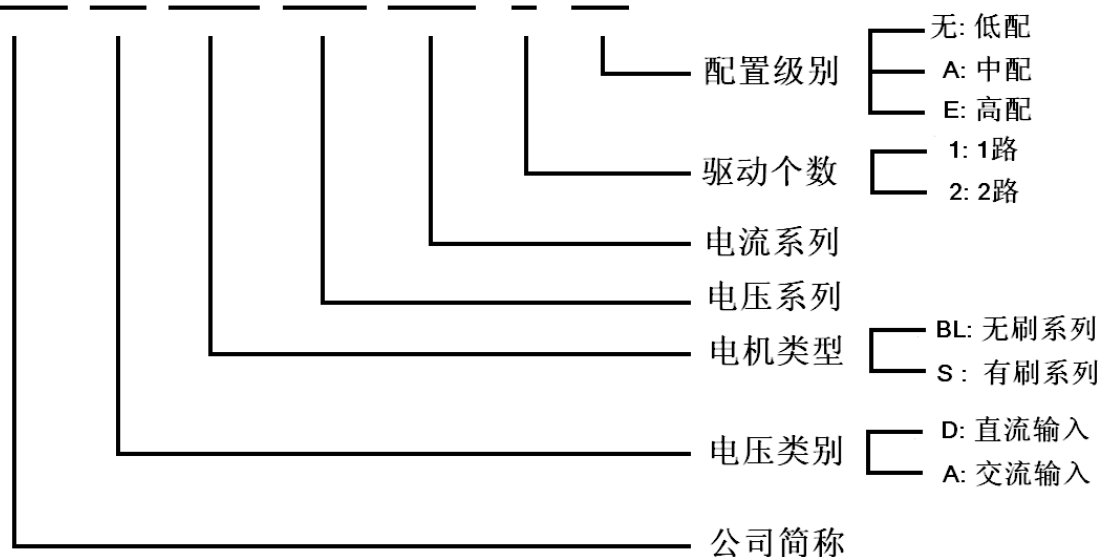 无: 低配
配置级别
A: 中配
E: 高配
1: 1路
驱动个数
2: 2路
电流系列
电压系列
BL: 无刷系列
电机类型
S : 有刷系列
D: 直流输入
电压类别
A: 交流输入
公司简称